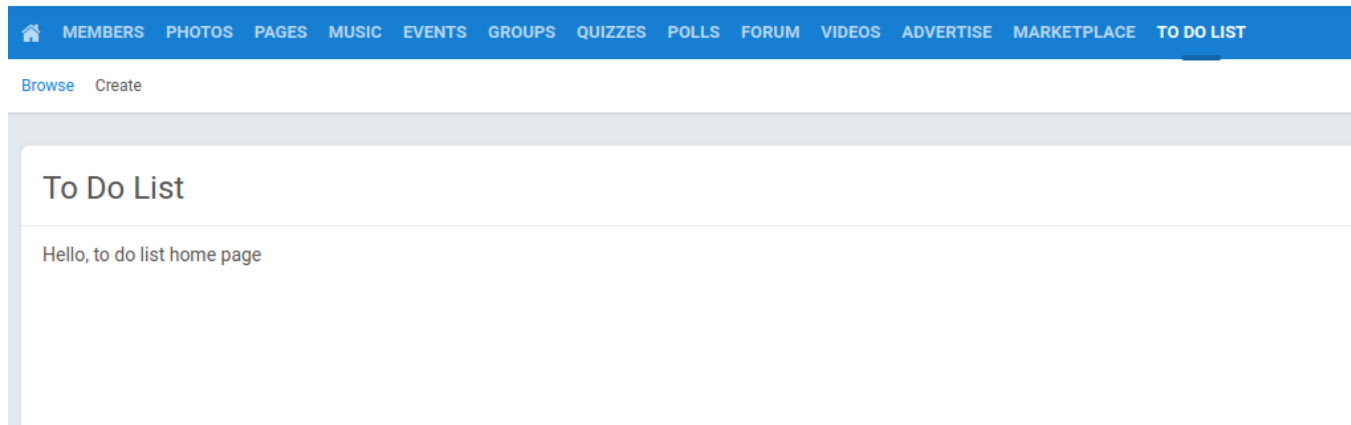 MEMBERS PHOTOS PAGES MUSIC EVENTS GROUPS QUIZZES POLLS FORUM VIDEOS ADVERTISE MARKETPLACE TO DO LIST
Browse Create
To Do List
Hello, to do list home page